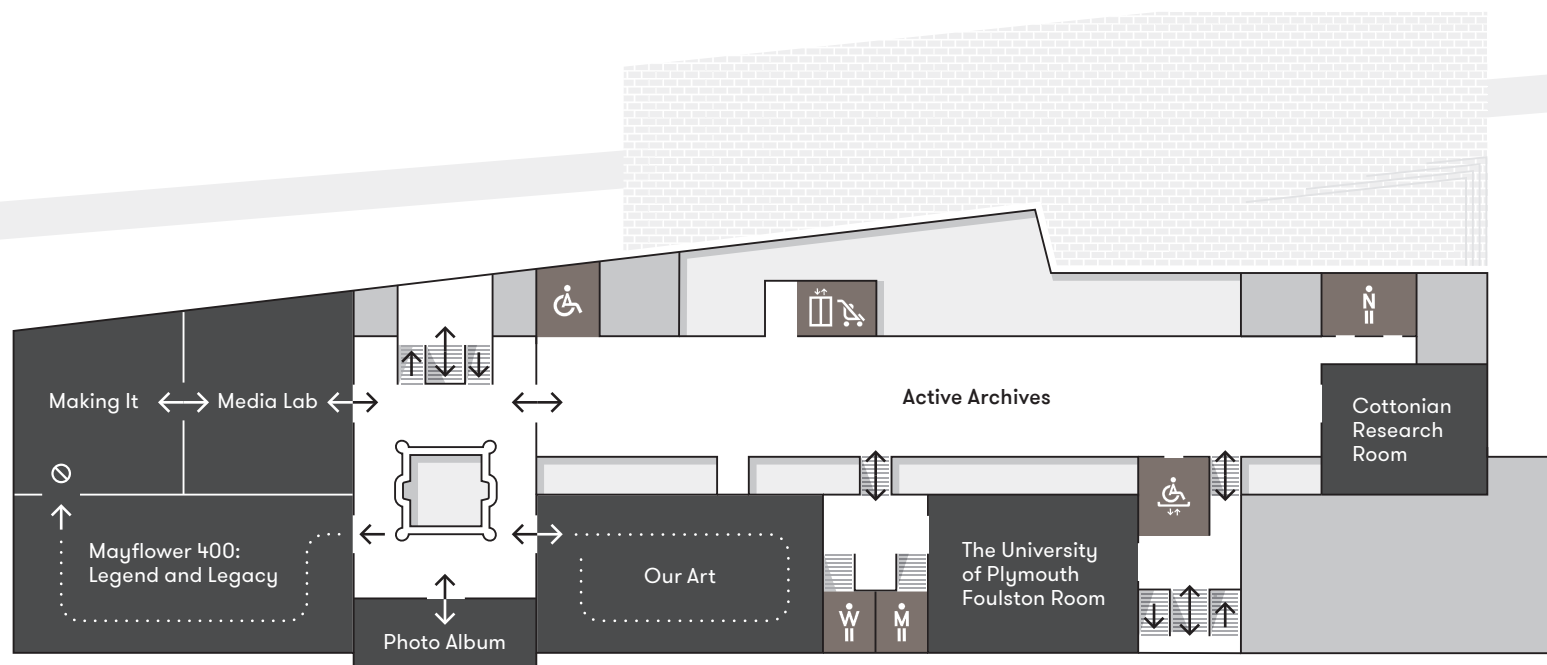 N
Making It
Media Lab
Active Archives
Cottonian
Research
Room
Mayflower 400:
Legend and Legacy
Our Art
The University
of Plymouth
Foulston Room
W
M
Photo Album